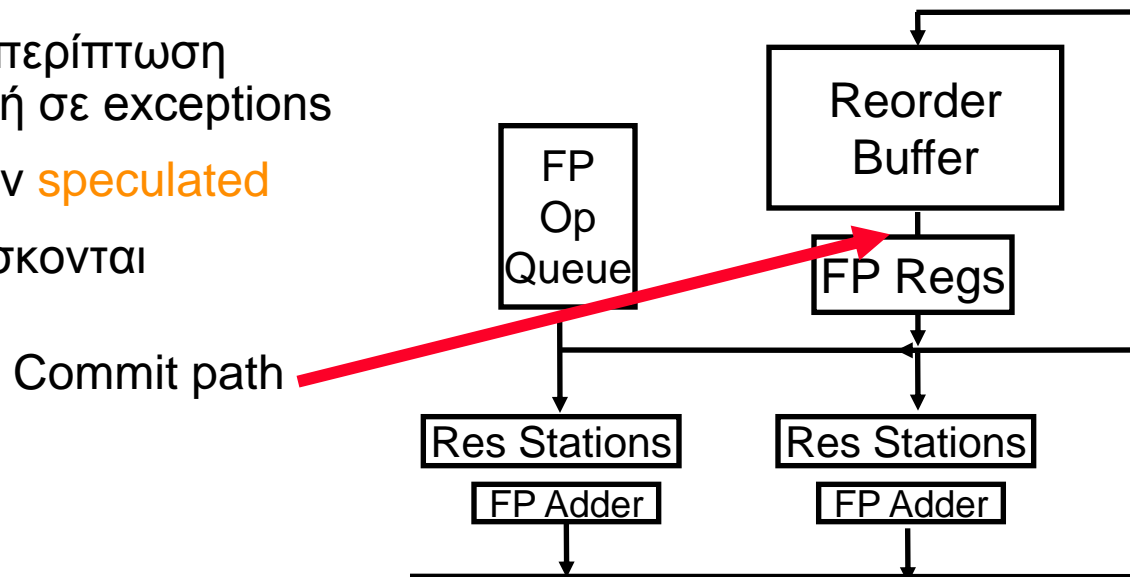 περίπτωση
ή σε exceptions
ν speculated
σκονται
Commit path
FP
Op
Queue
Reorder
Buffer
FP Regs
Res Stations
Res Stations
FP Adder
FP Adder